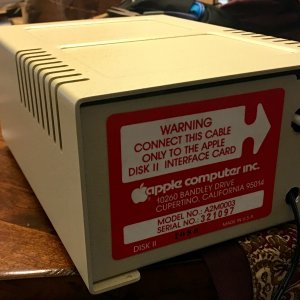 WARNING
CONNECT THIS CABLE
ONLY TO THE APPLE
DISK II INTERFACE CARD
apple computer inc.
10260 BANDLEY DRIVE
CUPERTINO, CALIFORNIA 95014
MODEL NO.: A2M0003
SERIAL NO.: 321097
DISK II
MADE IN U.S.A.